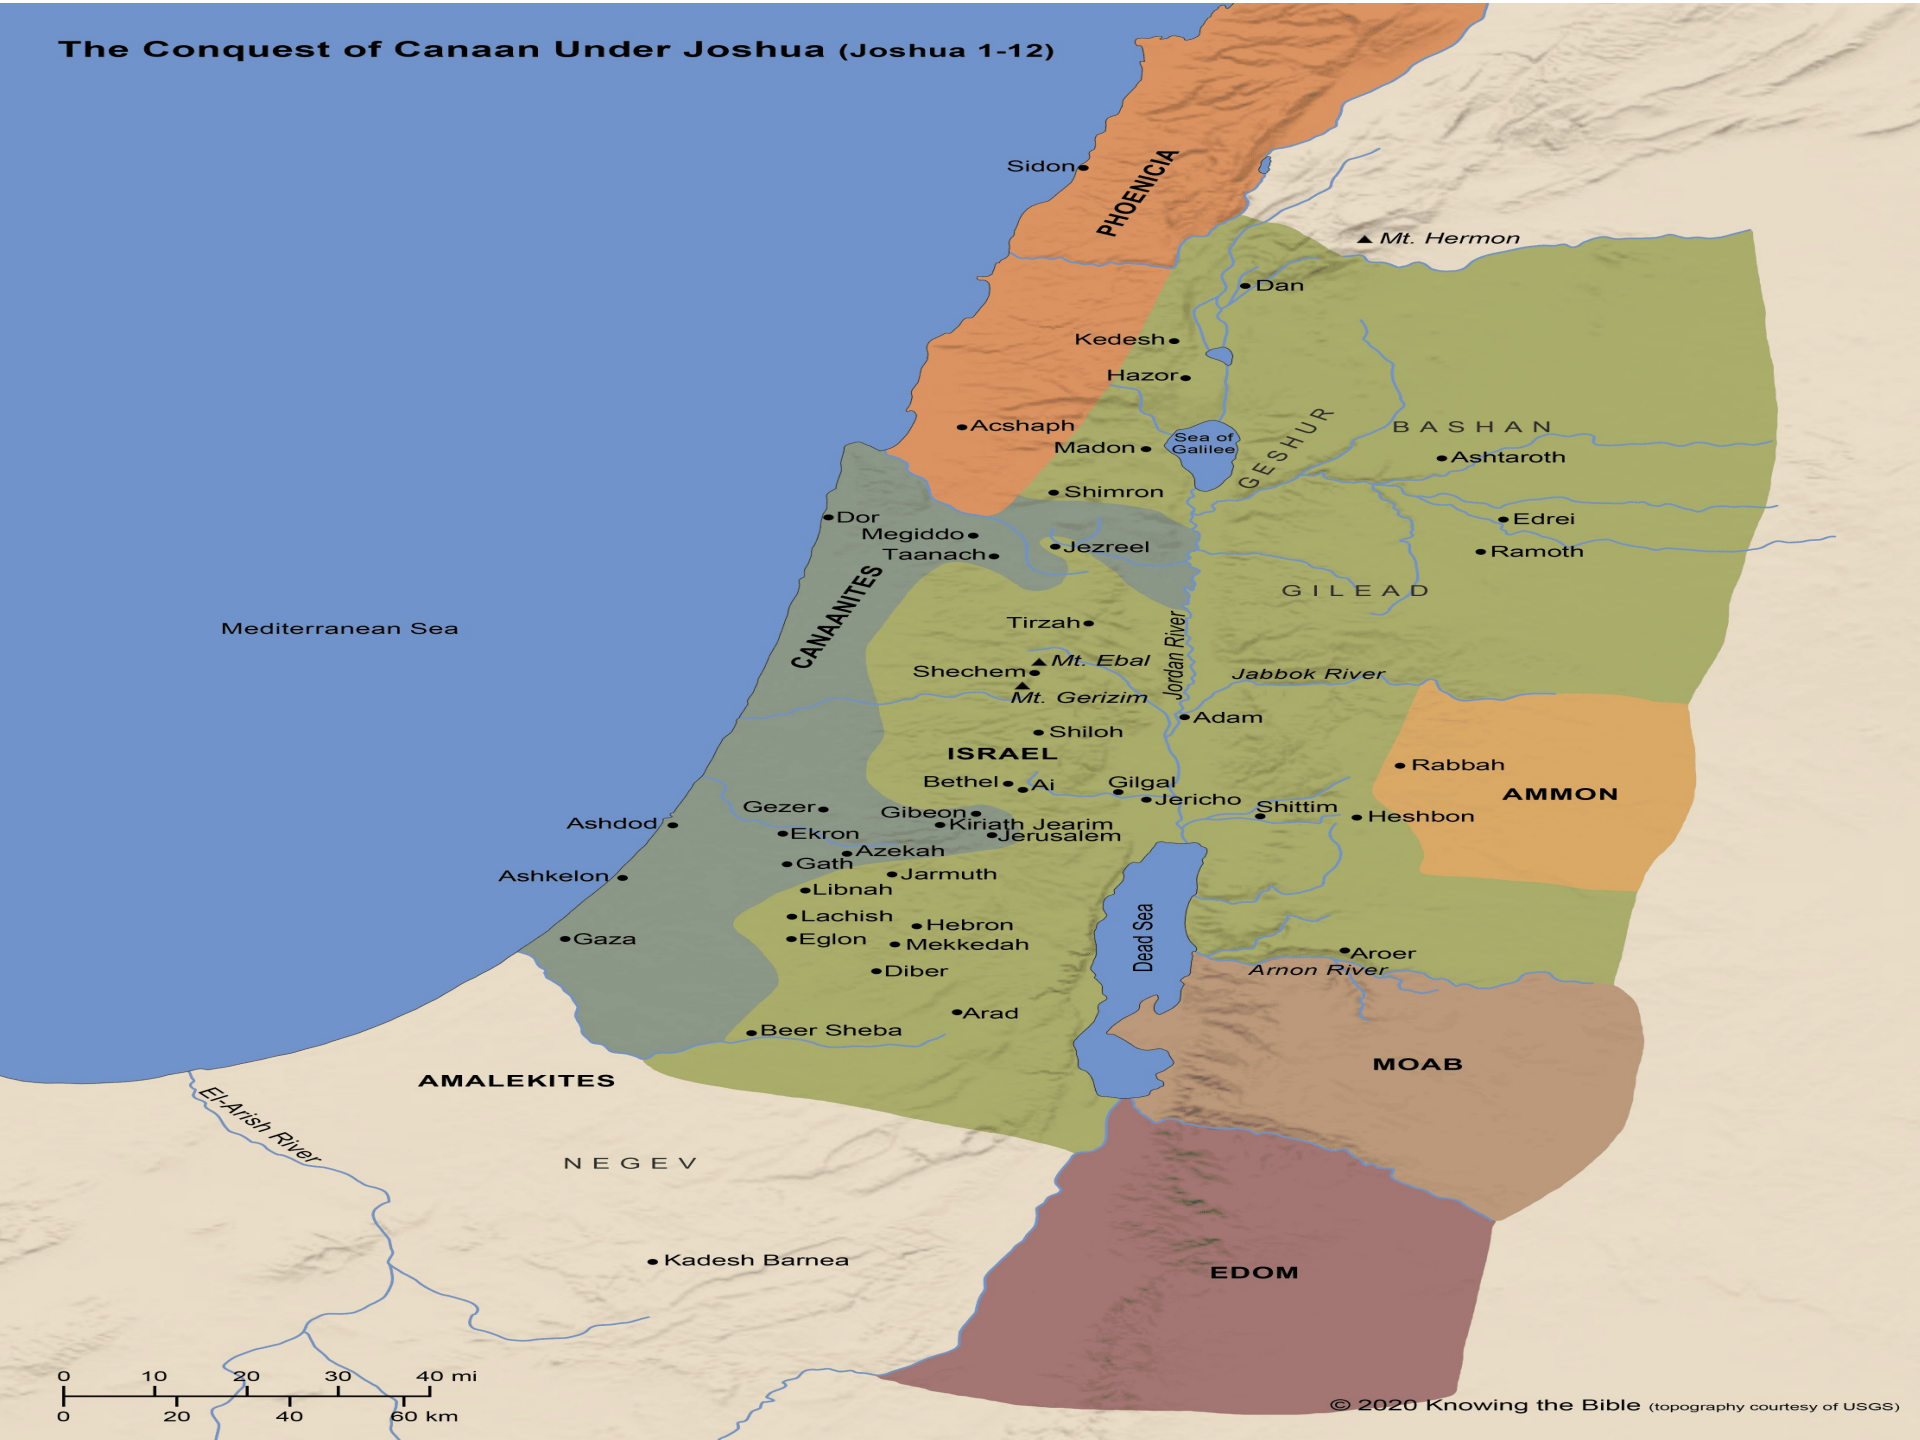 The Conquest of Canaan Under Joshua (Joshua 1-12)
Sidon
PHOENICIA
Mt. Hermon
Dan
Kedesh
Hazor
Acshaph
Madon
Sea of
Galilee
GESHUR
BASHAN
Ashtaroth
Shimron
Dor
Megiddo
Taanach
Jezreel
Edrei
Ramoth
GILEAD
CANAANITES
Mediterranean Sea
Tirzah
Jordan River
Mt. Ebal
Shechem
Mt. Gerizim
Jabbok River
Adam
Shiloh
ISRAEL
Rabbah
AMMON
Bethel
Ai
Gilgal
Jericho
Shittim
Heshbon
Gezer
Gibeon
Kiriath Jearim
Jerusalem
Ashdod
Ekron
Azekah
Gath
Jarmuth
Ashkelon
Libnah
Lachish
Hebron
Gaza
Eglon
Mekkedah
Dead Sea
Aroer
Arnon River
Diber
Arad
Beer Sheba
MOAB
AMALEKITES
El-Arish River
NEGEV
Kadesh Barnea
EDOM
0 10 20 30 40 mi
0 20 40 60 km
© 2020 Knowing the Bible (topography courtesy of USGS)